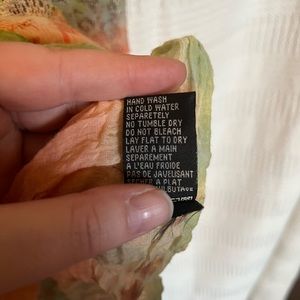 HAND WASH
IN COLD WATER
SEPARETELY
NO TUMBLE DRY
DO NOT BLEACH
LAY FLAT TO DRY
LAVER A MAIN
SEPAREMENT
A L'EAU FROIDE
PAS DE JAVELISANT
SECHER A PLAT